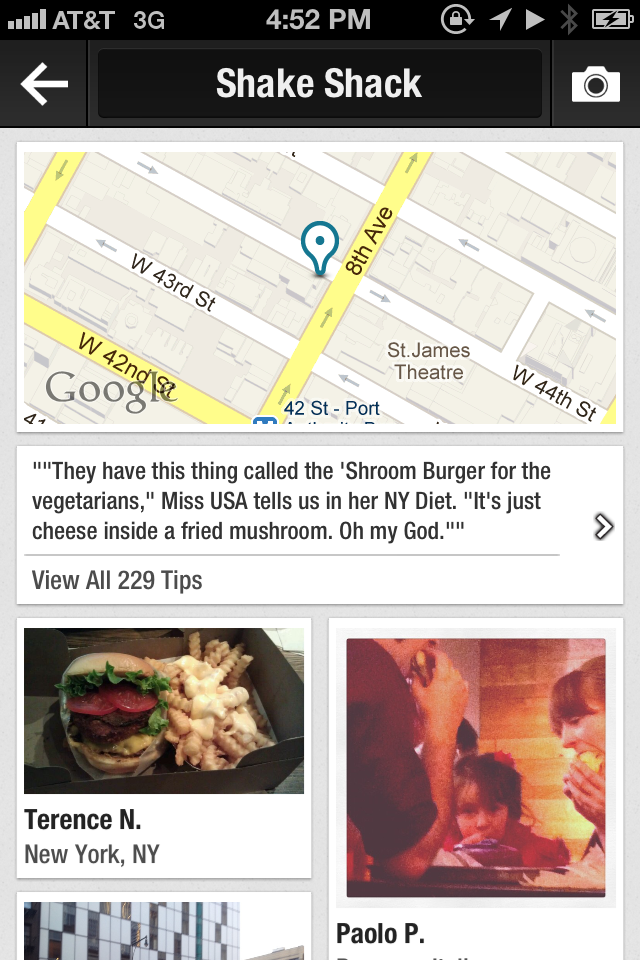 AT&T 3G 4:52 PM
Shake Shack
8th Ave
W 43rd St
St.James
Theatre
W 42nd St
W 44th St
Google
42 St - Port
41
""They have this thing called the 'Shroom Burger for the
vegetarians," Miss USA tells us in her NY Diet. "It's just
cheese inside a fried mushroom. Oh my God.""
View All 229 Tips
Terence N.
New York, NY
Paolo P.